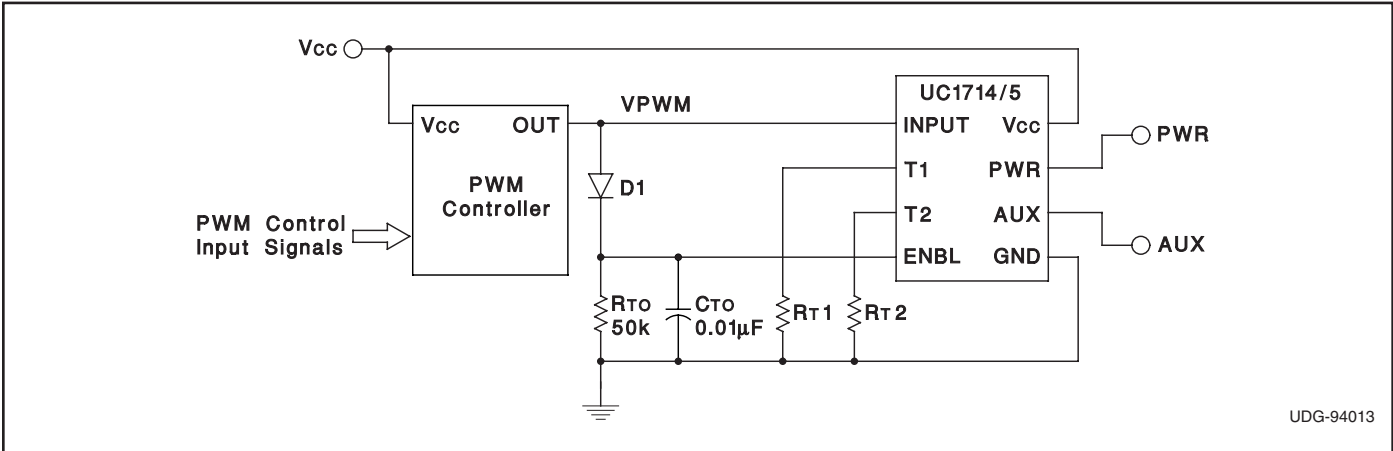 Vcc
UC1714/5
VPWM
Vcc OUT
INPUT Vcc
PWR
T1 PWR
D1
PWM
Controller
T2 AUX
PWM Control
Input Signals
AUX
ENBL GND
RTO
50k
CTO
0.01µF
RT1
RT2
UDG-94013